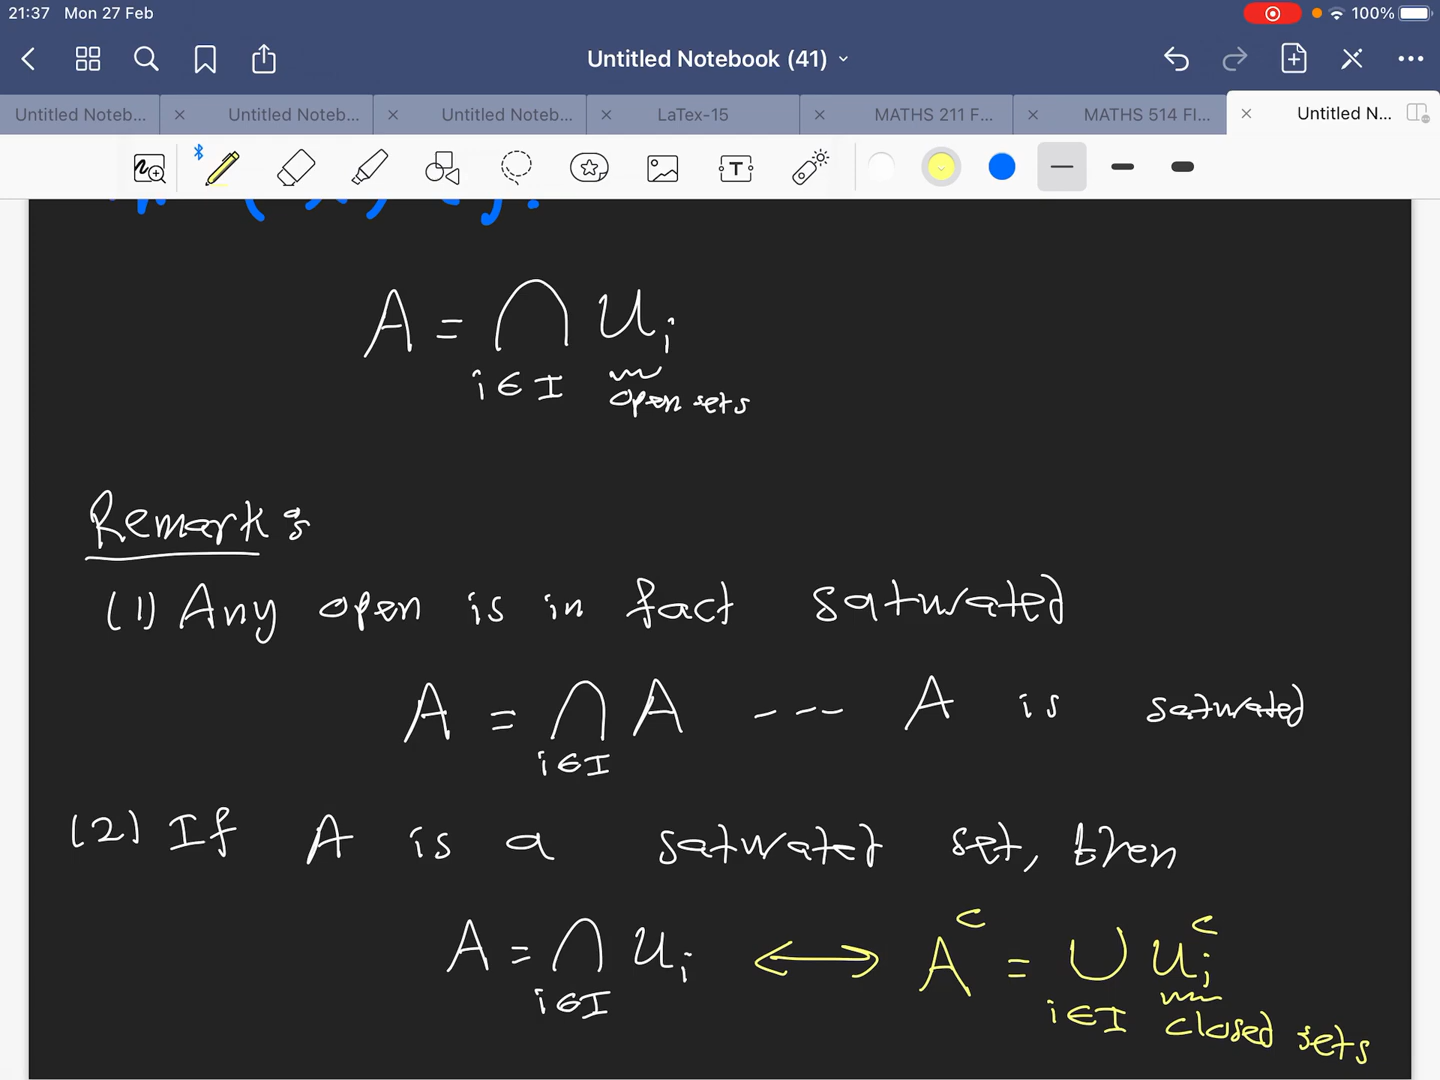 21:37 Mon 27 Feb
100%
Untitled Notebook (41)
Untitled Noteb... Untitled Noteb... Untitled Noteb... LaTex-15 MATHS 211 F... MATHS 514 FI... Untitled N...
A = ⋂ U_i
i ∈ I open sets
Remarks
(1) Any open is in fact saturated
A = ⋂ A --- A is saturated
i ∈ I
(2) If A is a saturated set, then
A = ⋂ U_i ⟷ A^c = ⋃ U_i^c
i ∈ I i ∈ I closed sets